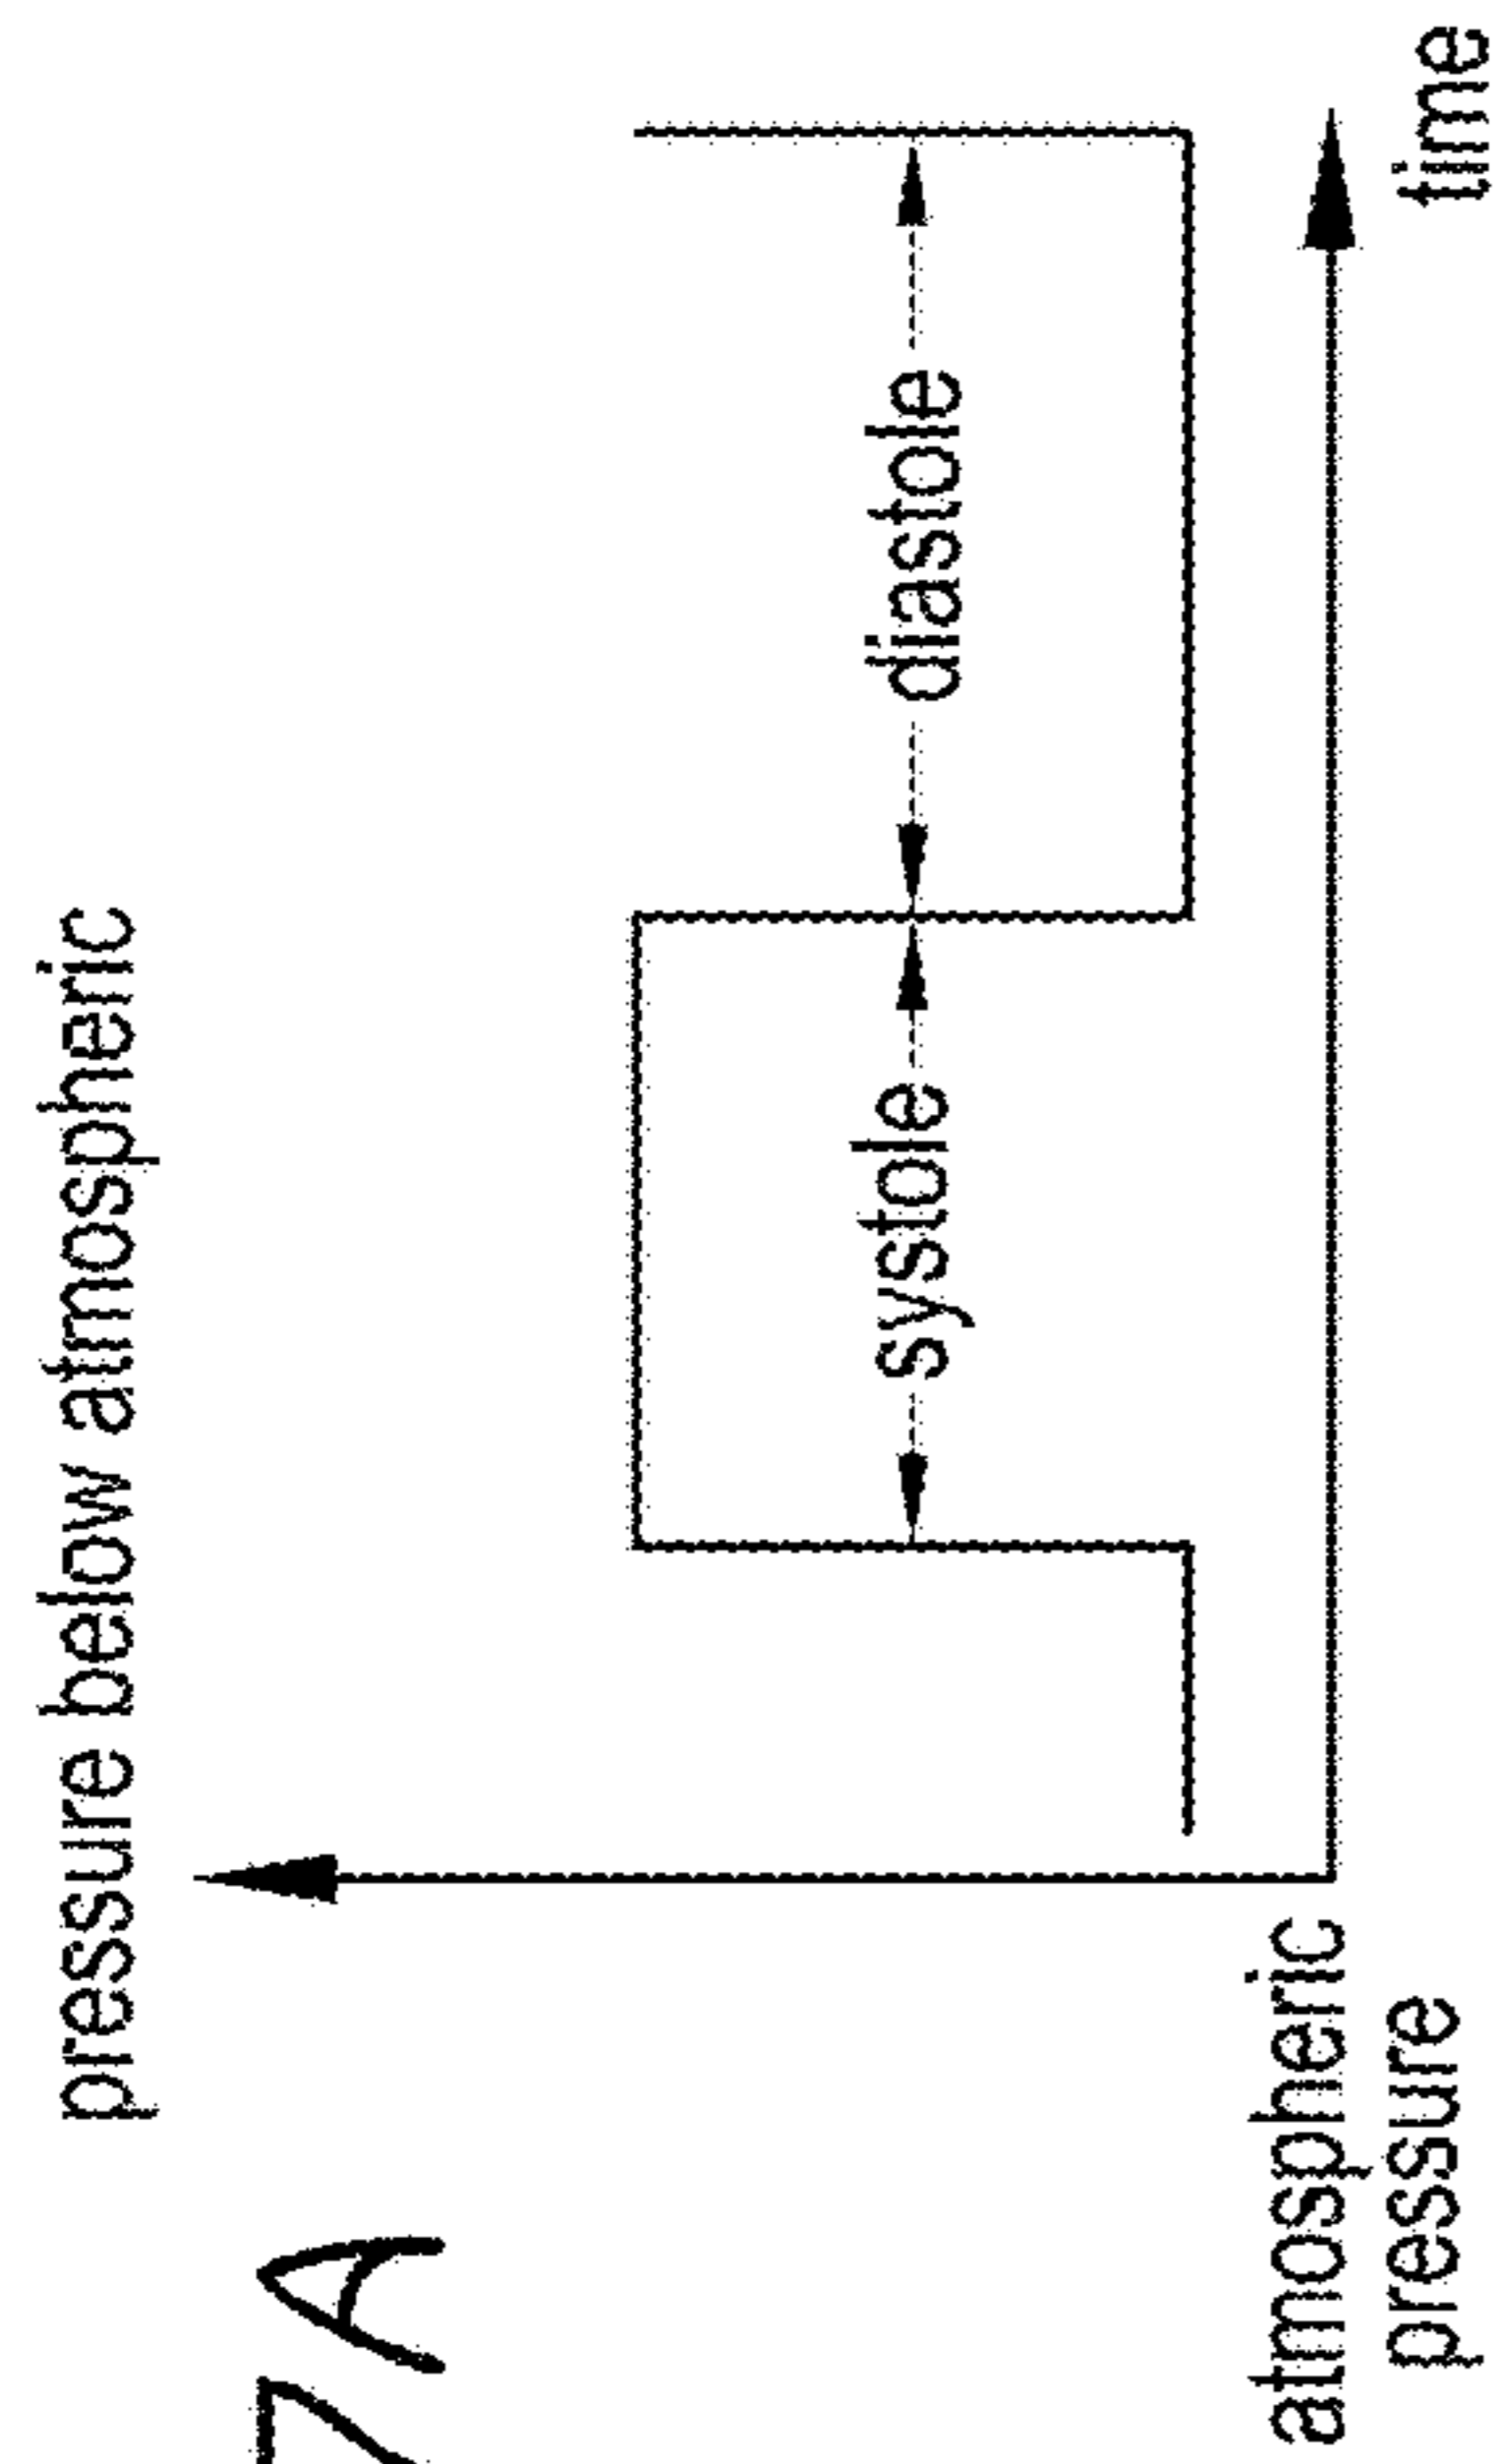 7A
pressure below atmospheric
systole
diastole
atmospheric
pressure
time